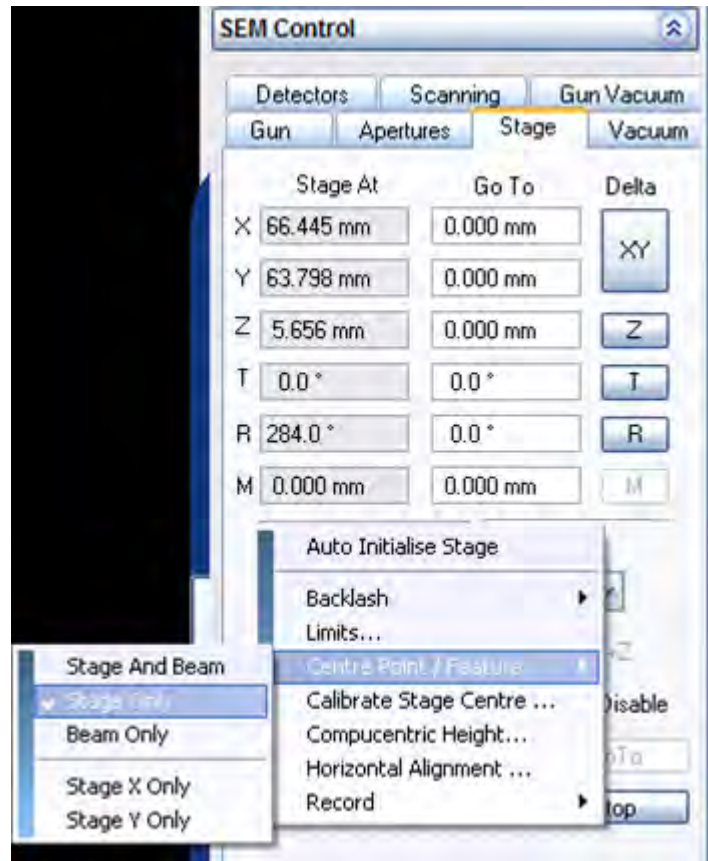 SEM Control
Detectors Scanning Gun Vacuum
Gun Apertures Stage Vacuum
Stage At Go To Delta
X 66.445 mm 0.000 mm XY
Y 63.798 mm 0.000 mm
Z 5.656 mm 0.000 mm Z
T 0.0 ° 0.0 ° T
R 284.0 ° 0.0 ° R
M 0.000 mm 0.000 mm M
Auto Initialise Stage
Backlash
Limits...
Centre Point / Feature
Calibrate Stage Centre ...
Compucentric Height...
Horizontal Alignment ...
Record
Stage And Beam
Stage Only
Beam Only
Stage X Only
Stage Y Only
Disable